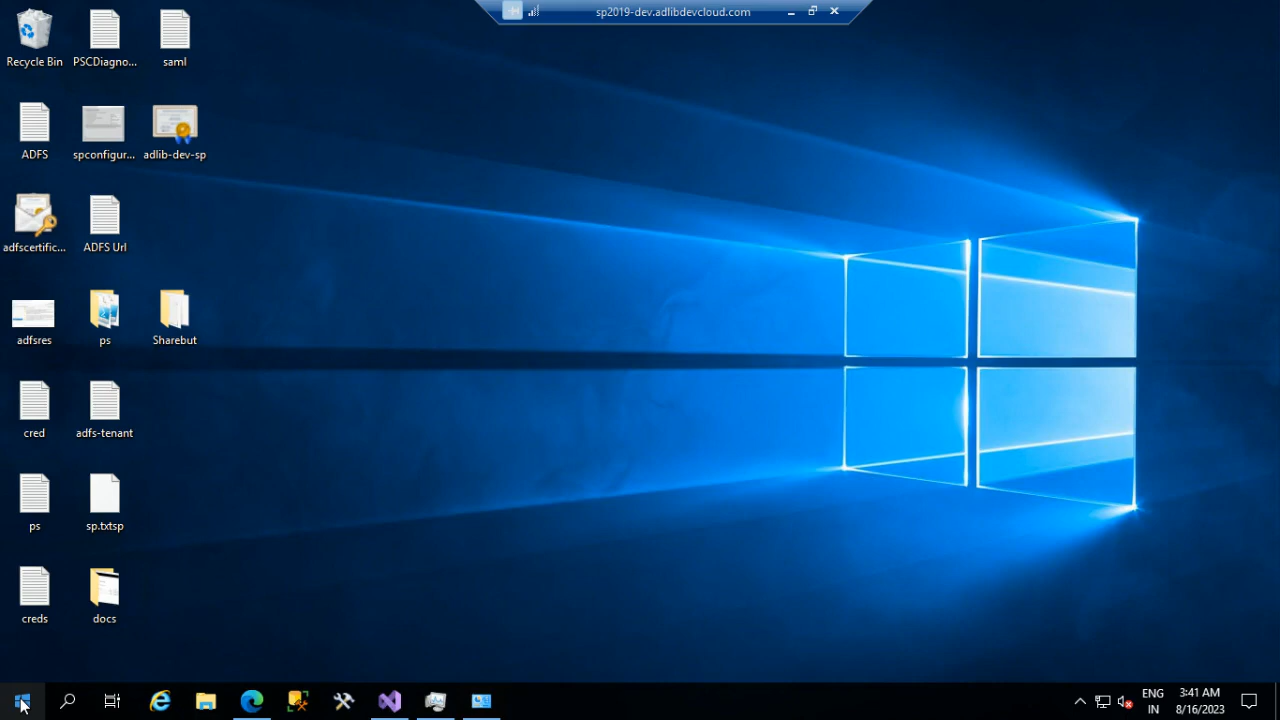 sp2019-dev.adlibdevcloud.com
Recycle Bin
PSCDiagno...
saml
ADFS
spconfigur...
adlib-dev-sp
adfscertific...
ADFS Url
adfsres
ps
Sharebut
cred
adfs-tenant
ps
sp.txtsp
creds
docs
ENG
IN
3:41 AM
8/16/2023